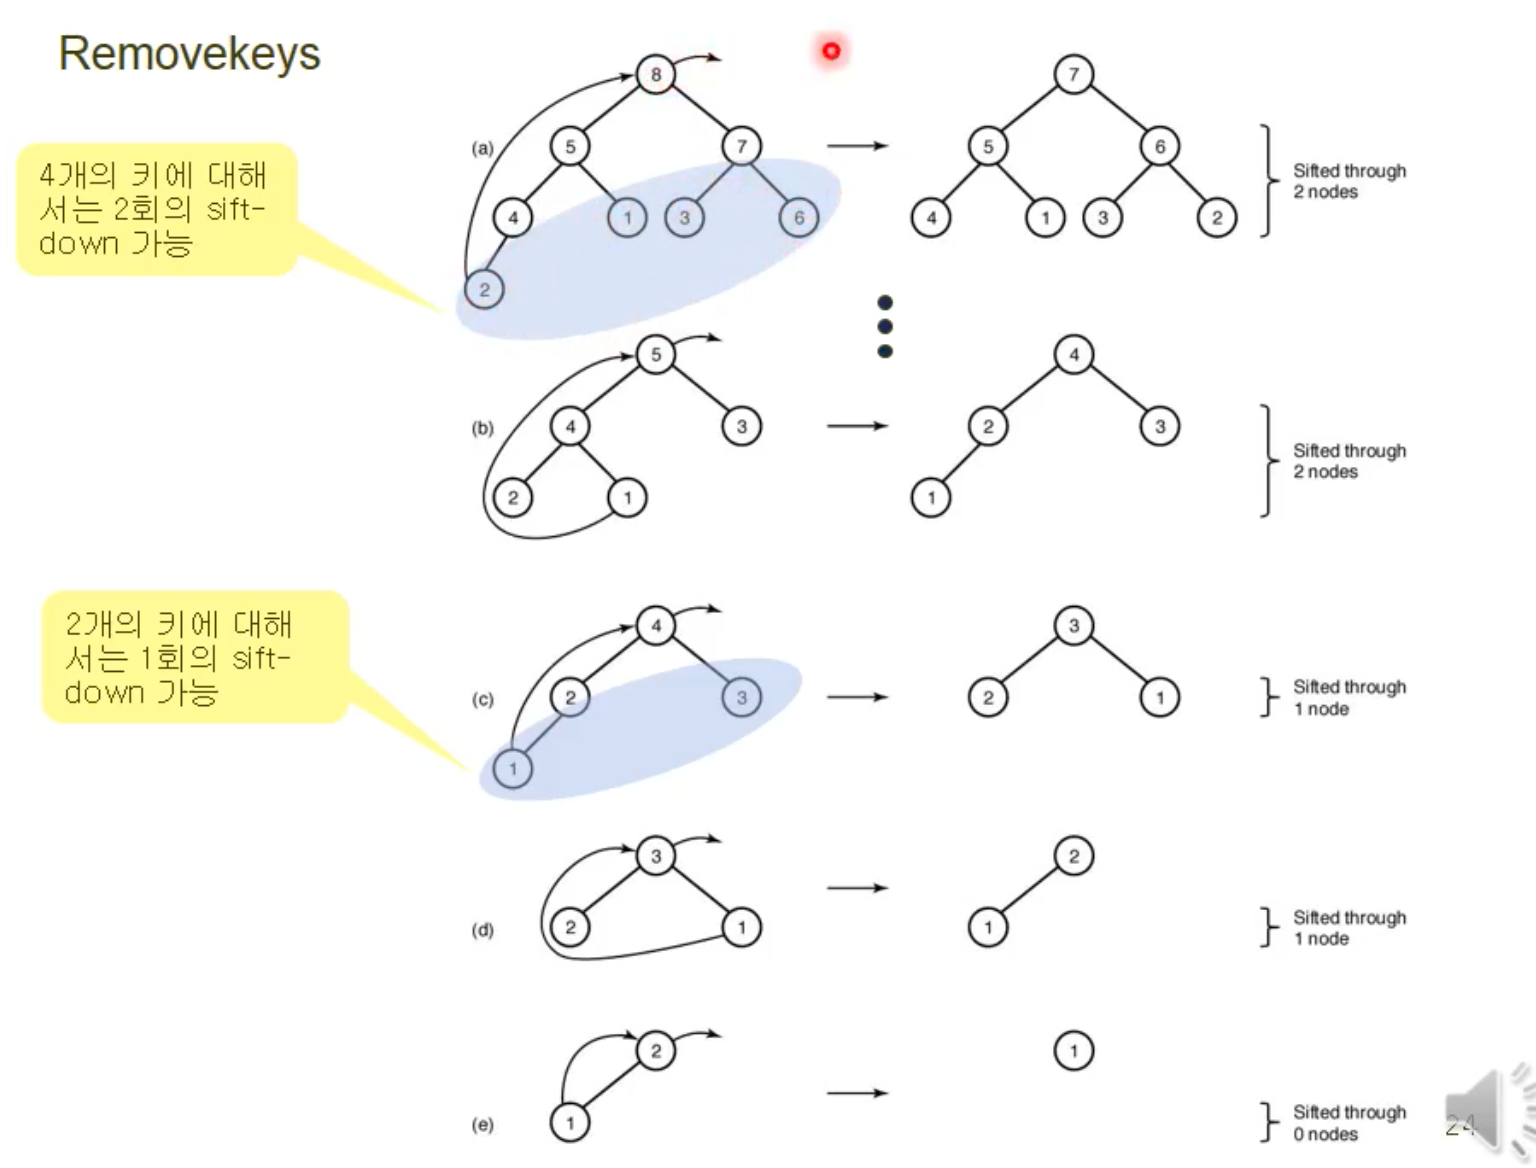 Removekeys
4개의 키에 대해
서는 2회의 sift-
down 가능
(a)
8
5
7
4
1
3
6
2
7
5
6
4
1
3
2
Sifted through
2 nodes
(b)
5
4
3
2
1
4
2
3
1
Sifted through
2 nodes
2개의 키에 대해
서는 1회의 sift-
down 가능
(c)
4
2
3
1
3
2
1
Sifted through
1 node
(d)
3
2
1
2
1
Sifted through
1 node
(e)
2
1
1
Sifted through
0 nodes
24